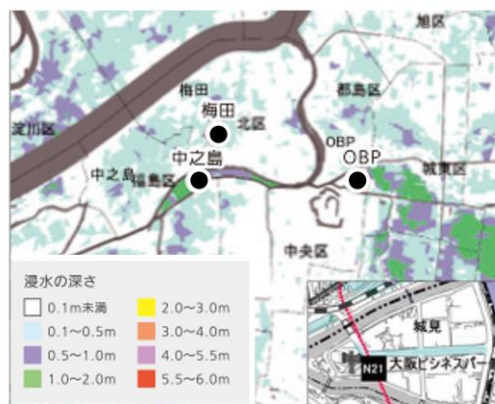 旭区
梅田
都島区
梅田
北区
淀川区
OBP
中之島
OBP
中之島
福島区
城東区
中央区
浸水の深さ
0.1m未満
2.0〜3.0m
0.1〜0.5m
3.0〜4.0m
0.5〜1.0m
4.0〜5.5m
1.0〜2.0m
5.5〜6.0m
城見
大阪ビジネスパー
N21